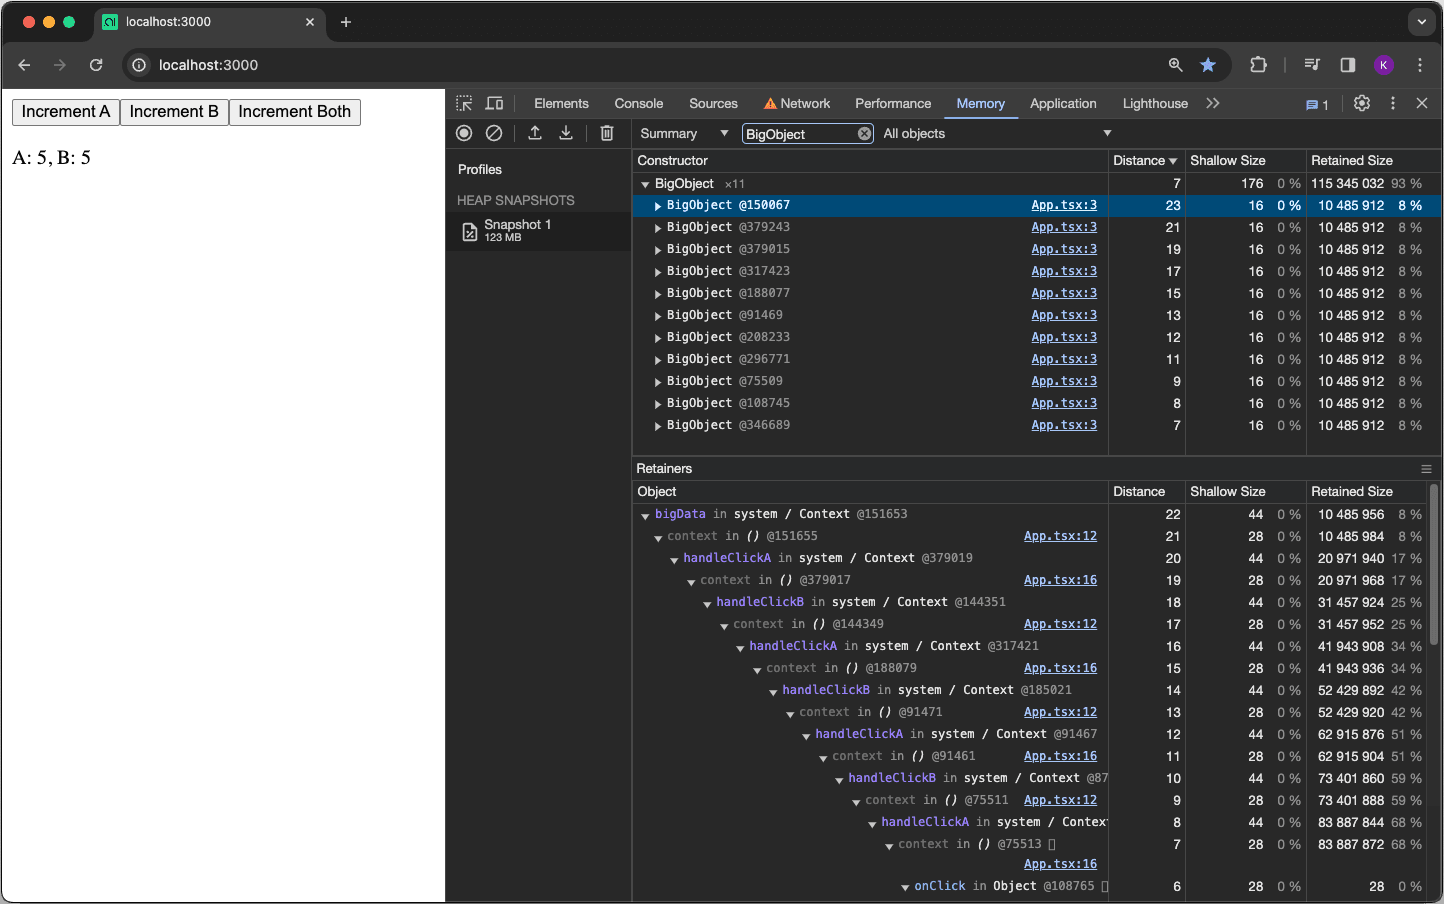 localhost:3000
localhost:3000
K
Increment A Increment B Increment Both
A: 5, B: 5
Elements Console Sources Network Performance Memory Application Lighthouse 1
Summary BigObject All objects
Profiles
HEAP SNAPSHOTS
Snapshot 1
123 MB
Constructor Distance Shallow Size Retained Size
BigObject ×11 7 176 0 % 115 345 032 93 %
BigObject @150067 App.tsx:3 23 16 0 % 10 485 912 8 %
BigObject @379243 App.tsx:3 21 16 0 % 10 485 912 8 %
BigObject @379015 App.tsx:3 19 16 0 % 10 485 912 8 %
BigObject @317423 App.tsx:3 17 16 0 % 10 485 912 8 %
BigObject @188077 App.tsx:3 15 16 0 % 10 485 912 8 %
BigObject @91469 App.tsx:3 13 16 0 % 10 485 912 8 %
BigObject @208233 App.tsx:3 12 16 0 % 10 485 912 8 %
BigObject @296771 App.tsx:3 11 16 0 % 10 485 912 8 %
BigObject @75509 App.tsx:3 9 16 0 % 10 485 912 8 %
BigObject @108745 App.tsx:3 8 16 0 % 10 485 912 8 %
BigObject @346689 App.tsx:3 7 16 0 % 10 485 912 8 %
Retainers
Object Distance Shallow Size Retained Size
bigData in system / Context @151653 22 44 0 % 10 485 956 8 %
context in () @151655 App.tsx:12 21 28 0 % 10 485 984 8 %
handleClickA in system / Context @379019 20 44 0 % 20 971 940 17 %
context in () @379017 App.tsx:16 19 28 0 % 20 971 968 17 %
handleClickB in system / Context @144351 18 44 0 % 31 457 924 25 %
context in () @144349 App.tsx:12 17 28 0 % 31 457 952 25 %
handleClickA in system / Context @317421 16 44 0 % 41 943 908 34 %
context in () @188079 App.tsx:16 15 28 0 % 41 943 936 34 %
handleClickB in system / Context @185021 14 44 0 % 52 429 892 42 %
context in () @91471 App.tsx:12 13 28 0 % 52 429 920 42 %
handleClickA in system / Context @91467 12 44 0 % 62 915 876 51 %
context in () @91461 App.tsx:16 11 28 0 % 62 915 904 51 %
handleClickB in system / Context @87 10 44 0 % 73 401 860 59 %
context in () @75511 App.tsx:12 9 28 0 % 73 401 888 59 %
handleClickA in system / Contex 8 44 0 % 83 887 844 68 %
context in () @75513 7 28 0 % 83 887 872 68 %
App.tsx:16
onClick in Object @108765 6 28 0 % 28 0 %